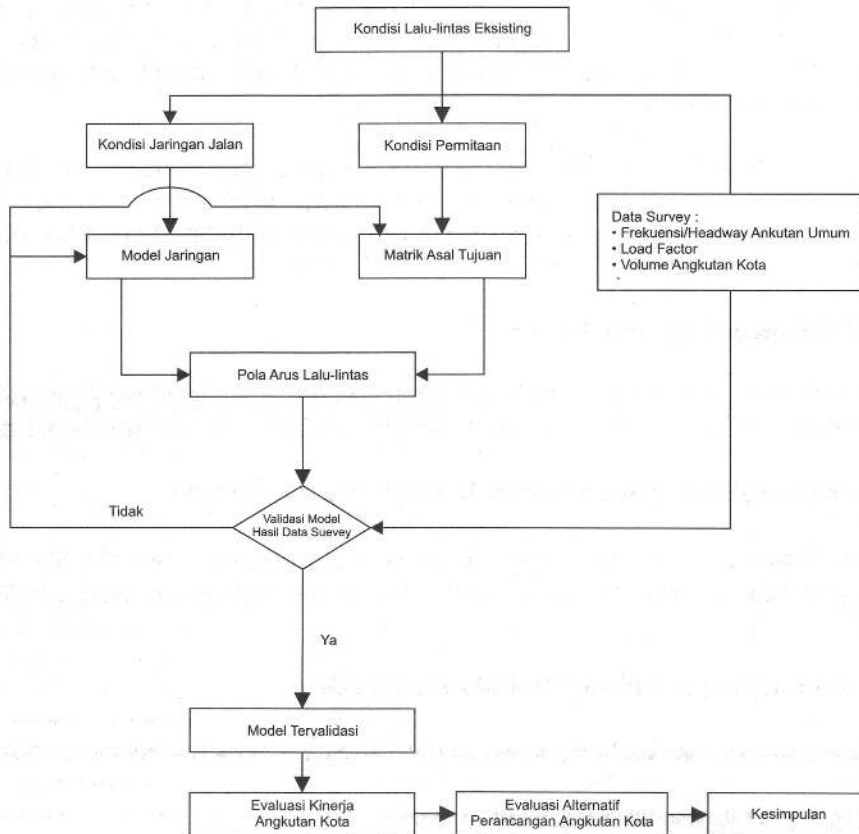 Kondisi Lalu-lintas Eksisting
Kondisi Jaringan Jalan
Kondisi Permitaan
Data Survey :
• Frekuensi/Headway Ankutan Umum
• Load Factor
• Volume Angkutan Kota
Model Jaringan
Matrik Asal Tujuan
Pola Arus Lalu-lintas
Tidak
Validasi Model
Hasil Data Suevey
Ya
Model Tervalidasi
Evaluasi Kinerja
Angkutan Kota
Evaluasi Alternatif
Perancangan Angkutan Kota
Kesimpulan